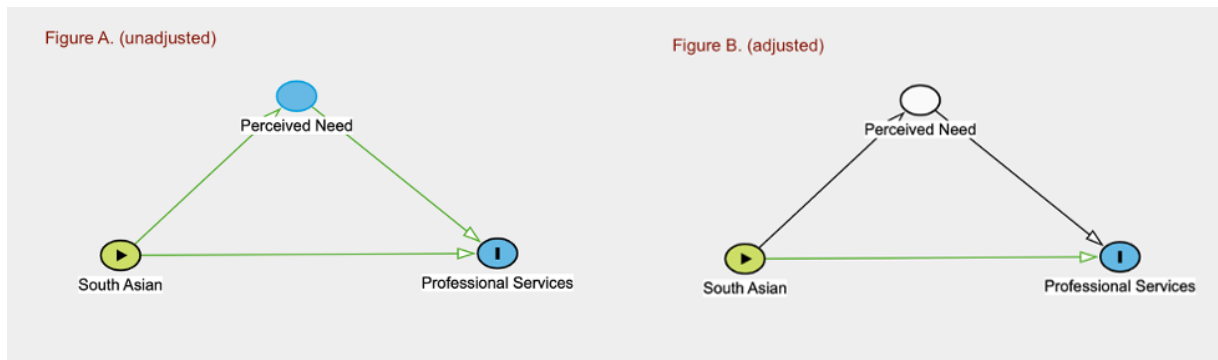 Figure A. (unadjusted)
Perceived Need
South Asian
Professional Services
Figure B. (adjusted)
Perceived Need
South Asian
Professional Services